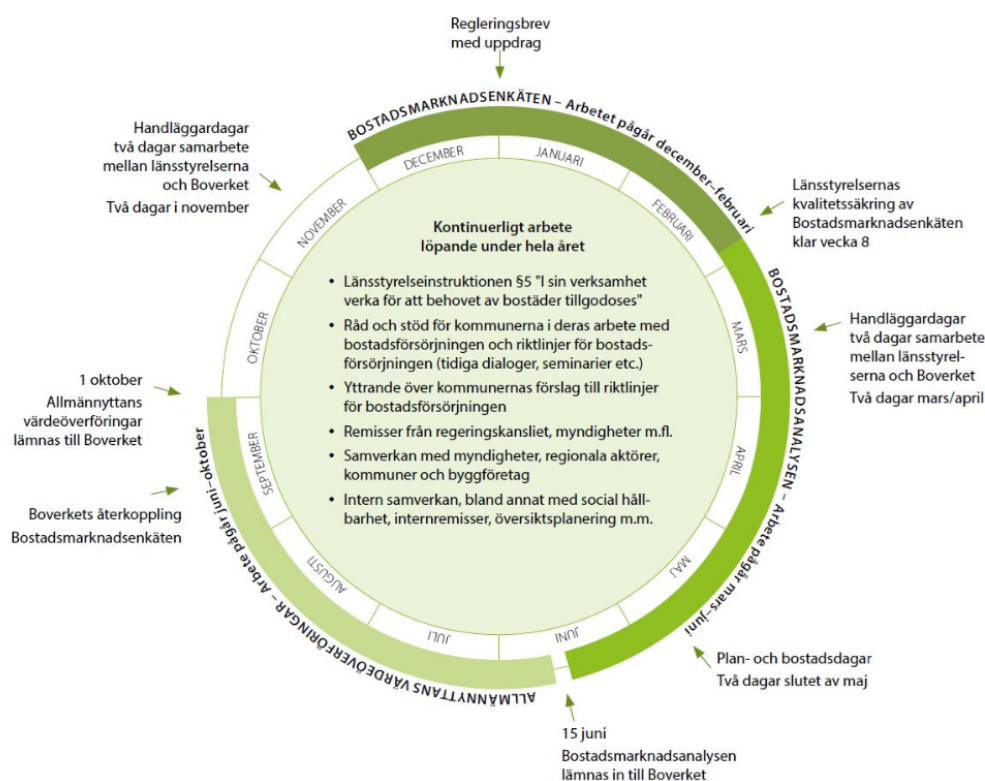 Regleringsbrev
med uppdrag
BOSTADSMARKNADSENKÄTEN – Arbetet pågår december–februari
Handläggardagar
två dagar samarbete
mellan länsstyrelserna
och Boverket
Två dagar i november
DECEMBER
JANUARI
FEBRUARI
NOVEMBER
Länsstyrelsernas
kvalitetssäkring av
Bostadsmarknadsenkäten
klar vecka 8
Kontinuerligt arbete
löpande under hela året
• Länsstyrelseinstruktionen §5 "I sin verksamhet
verka för att behovet av bostäder tillgodoses"
• Råd och stöd för kommunerna i deras arbete med
bostadsförsörjningen och riktlinjer för bostads-
försörjningen (tidiga dialoger, seminarier etc.)
• Yttrande över kommunernas förslag till riktlinjer
för bostadsförsörjningen
• Remisser från regeringskansliet, myndigheter m.fl.
• Samverkan med myndigheter, regionala aktörer,
kommuner och byggföretag
• Intern samverkan, bland annat med social håll-
barhet, internremisser, översiktsplanering m.m.
OKTOBER
MARS
BOSTADSMARKNADSANALYSEN – Arbete pågår mars–juni
Handläggardagar
två dagar samarbete
mellan länsstyrel-
serna och Boverket
Två dagar mars/april
1 oktober
Allmännyttans
värdeöverföringar
lämnas till Boverket
SEPTEMBER
APRIL
Boverkets återkoppling
Bostadsmarknadsenkäten
AUGUSTI
MAJ
JULI
JUNI
ALLMÄNNYTTANS VÄRDEÖVERFÖRINGAR – Arbete pågår juni–oktober
Plan- och bostadsdagar
Två dagar slutet av maj
15 juni
Bostadsmarknadsanalysen
lämnas in till Boverket